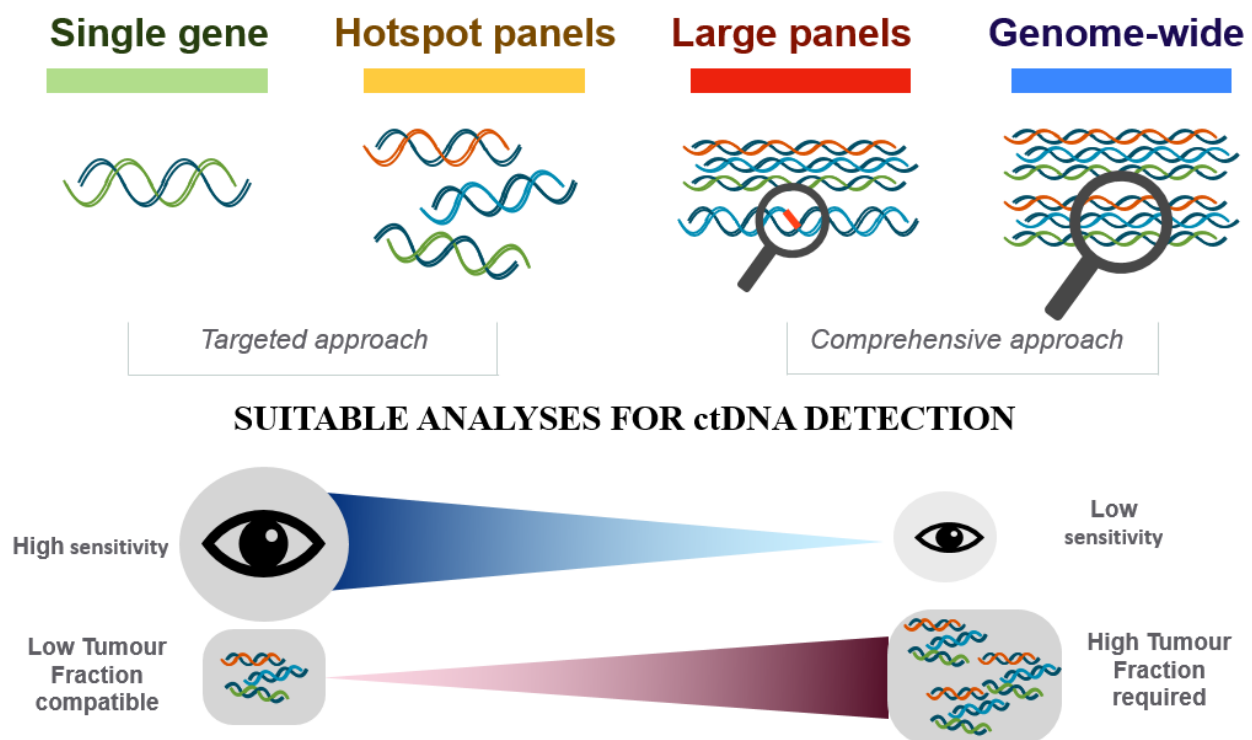 Single gene
Hotspot panels
Large panels
Genome-wide
Targeted approach
Comprehensive approach
SUITABLE ANALYSES FOR ctDNA DETECTION
High sensitivity
Low
sensitivity
Low Tumour
Fraction
compatible
High Tumour
Fraction
required